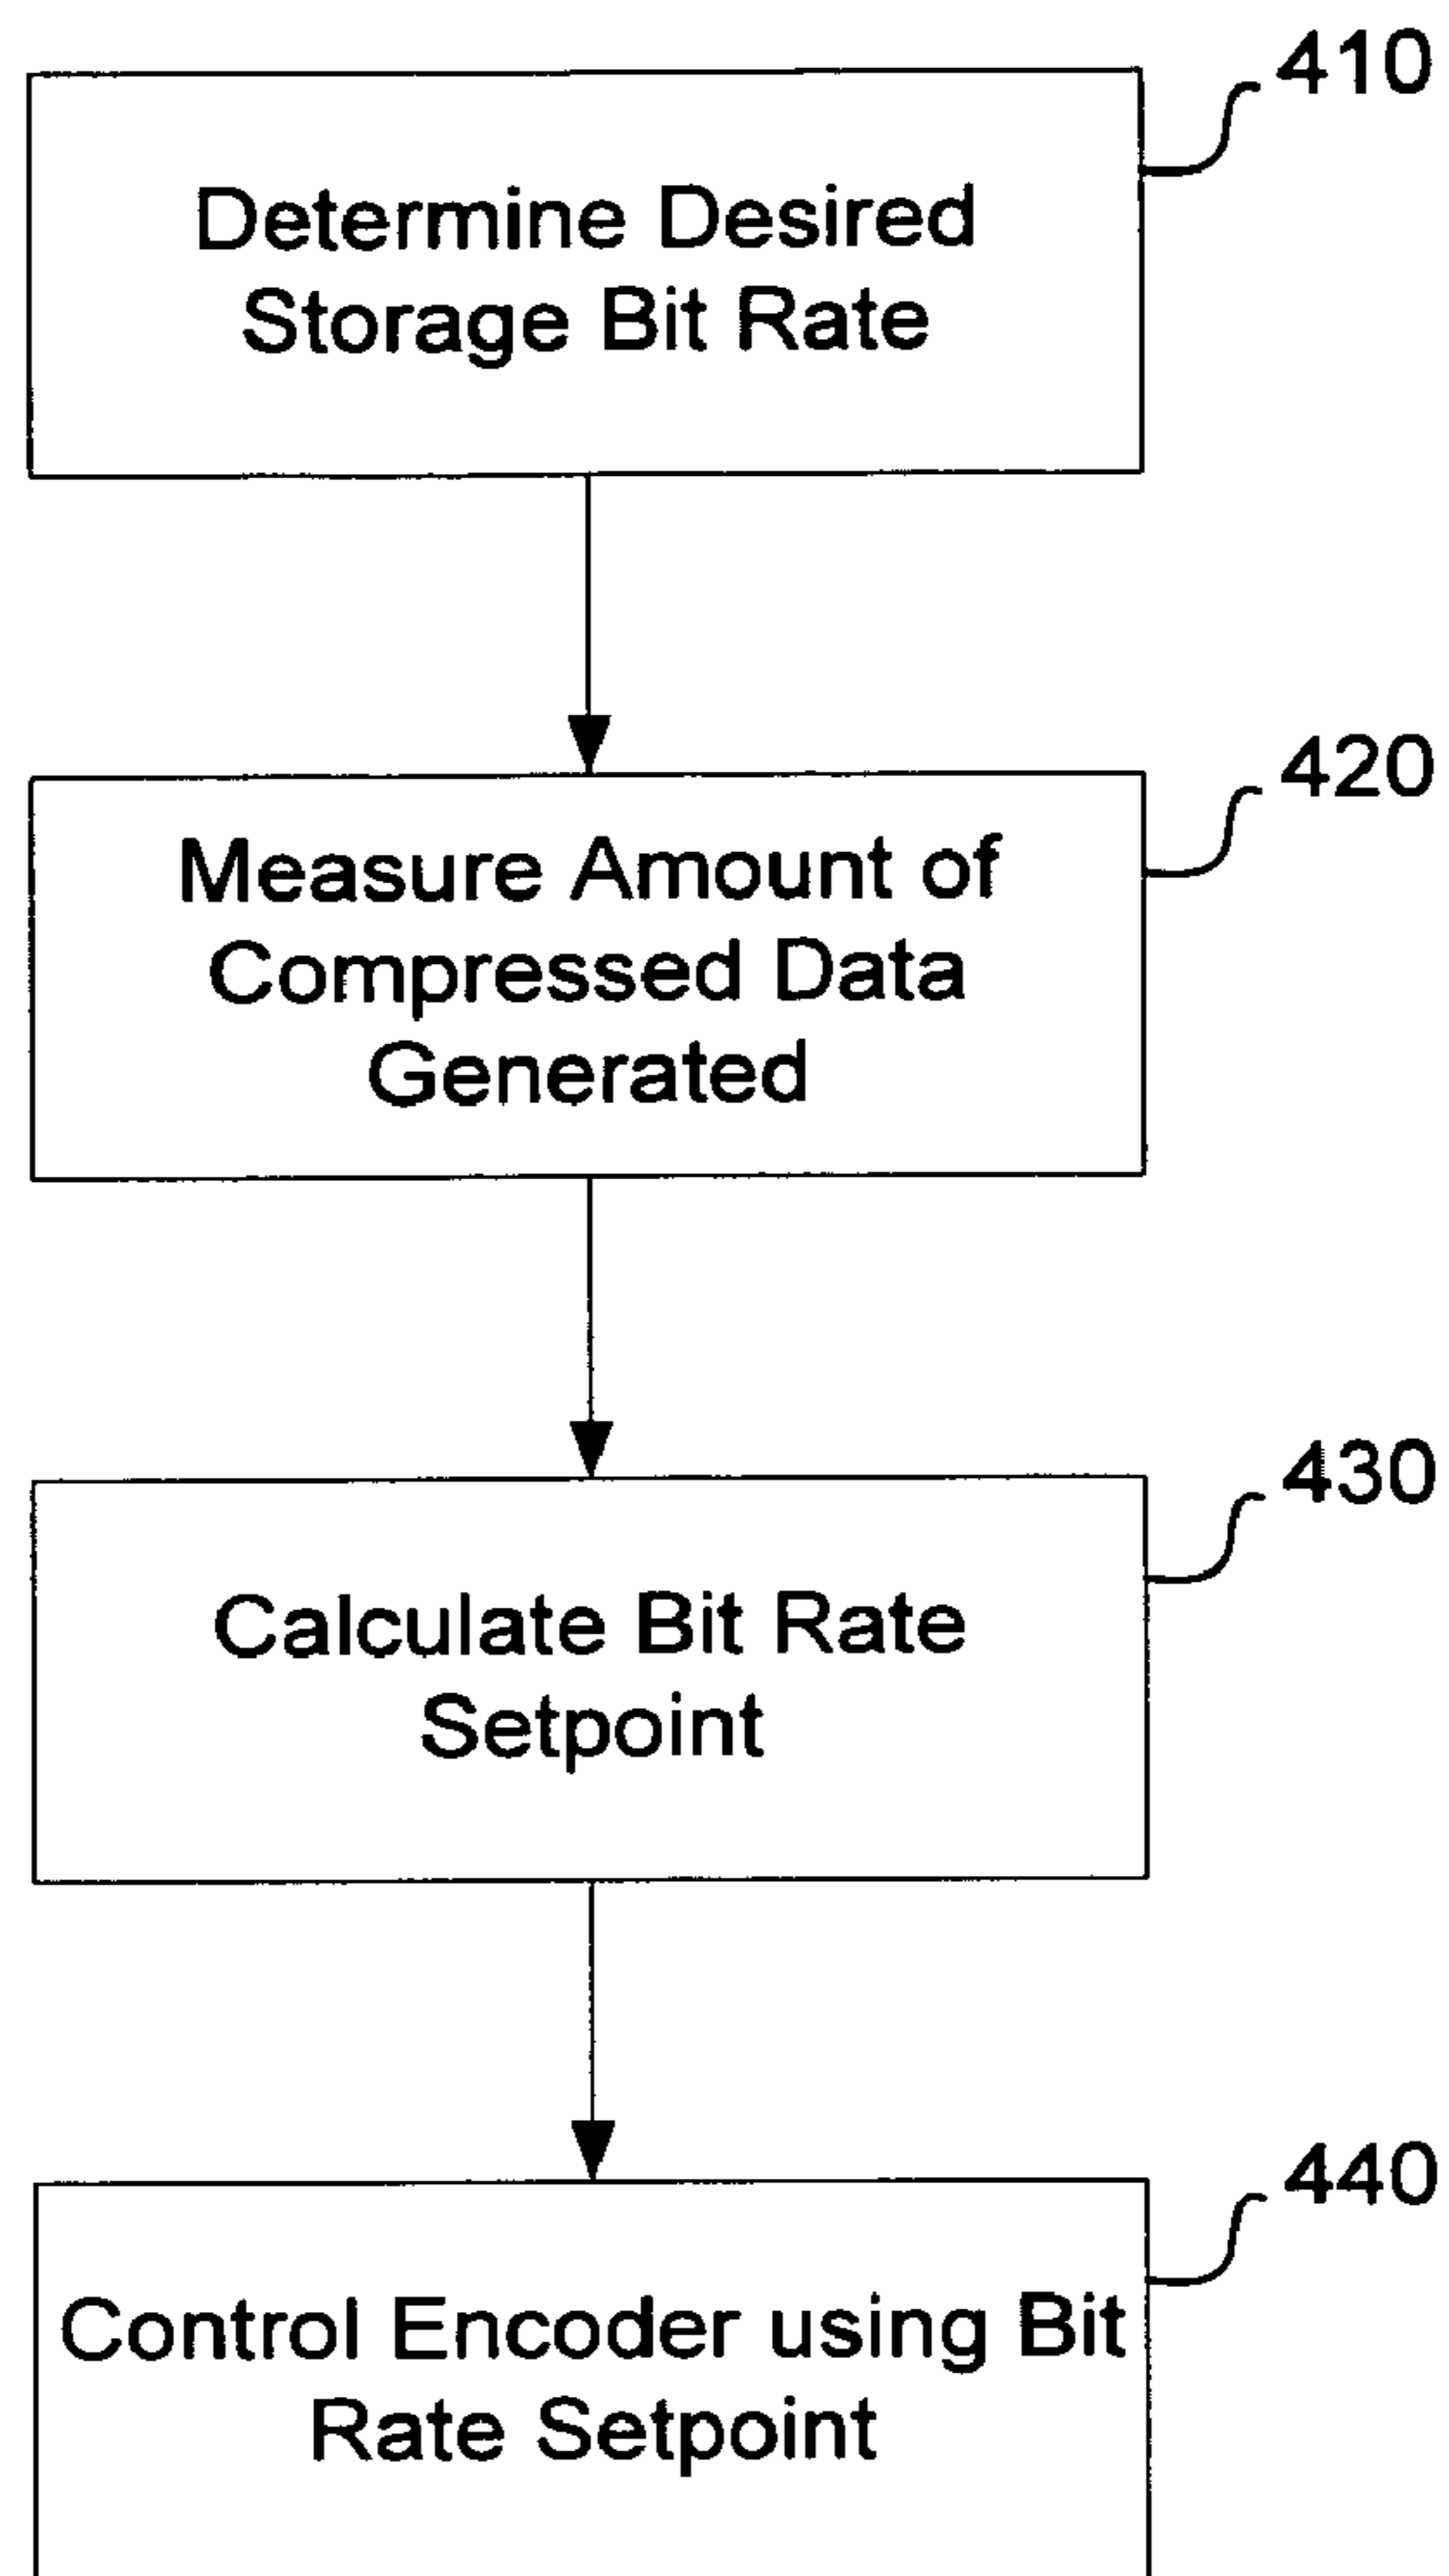 410
Determine Desired
Storage Bit Rate
420
Measure Amount of
Compressed Data
Generated
430
Calculate Bit Rate
Setpoint
440
Control Encoder using Bit
Rate Setpoint